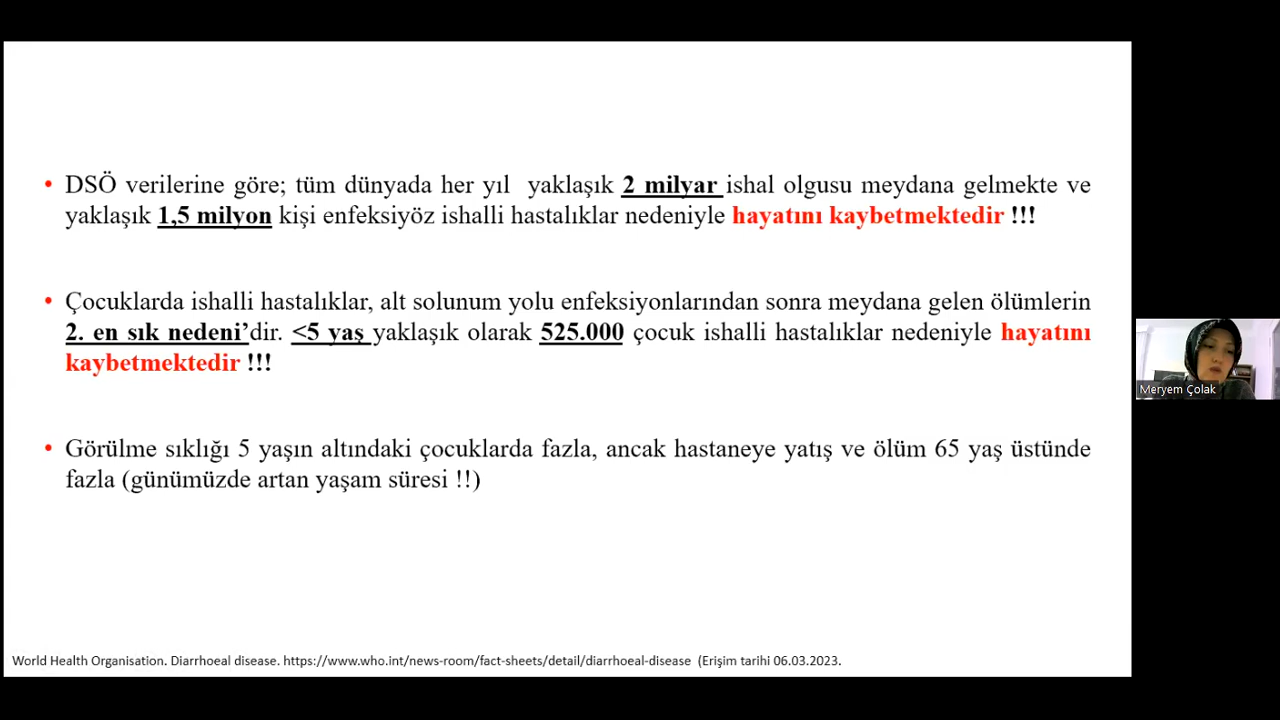 • DSÖ verilerine göre; tüm dünyada her yıl yaklaşık 2 milyar ishal olgusu meydana gelmekte ve
yaklaşık 1,5 milyon kişi enfeksiyöz ishalli hastalıklar nedeniyle hayatını kaybetmektedir !!!
• Çocuklarda ishalli hastalıklar, alt solunum yolu enfeksiyonlarından sonra meydana gelen ölümlerin
2. en sık nedeni’dir. <5 yaş yaklaşık olarak 525.000 çocuk ishalli hastalıklar nedeniyle hayatını
kaybetmektedir !!!
• Görülme sıklığı 5 yaşın altındaki çocuklarda fazla, ancak hastaneye yatış ve ölüm 65 yaş üstünde
fazla (günümüzde artan yaşam süresi !!)
World Health Organisation. Diarrhoeal disease. https://www.who.int/news-room/fact-sheets/detail/diarrhoeal-disease (Erişim tarihi 06.03.2023.
Meryem Çolak